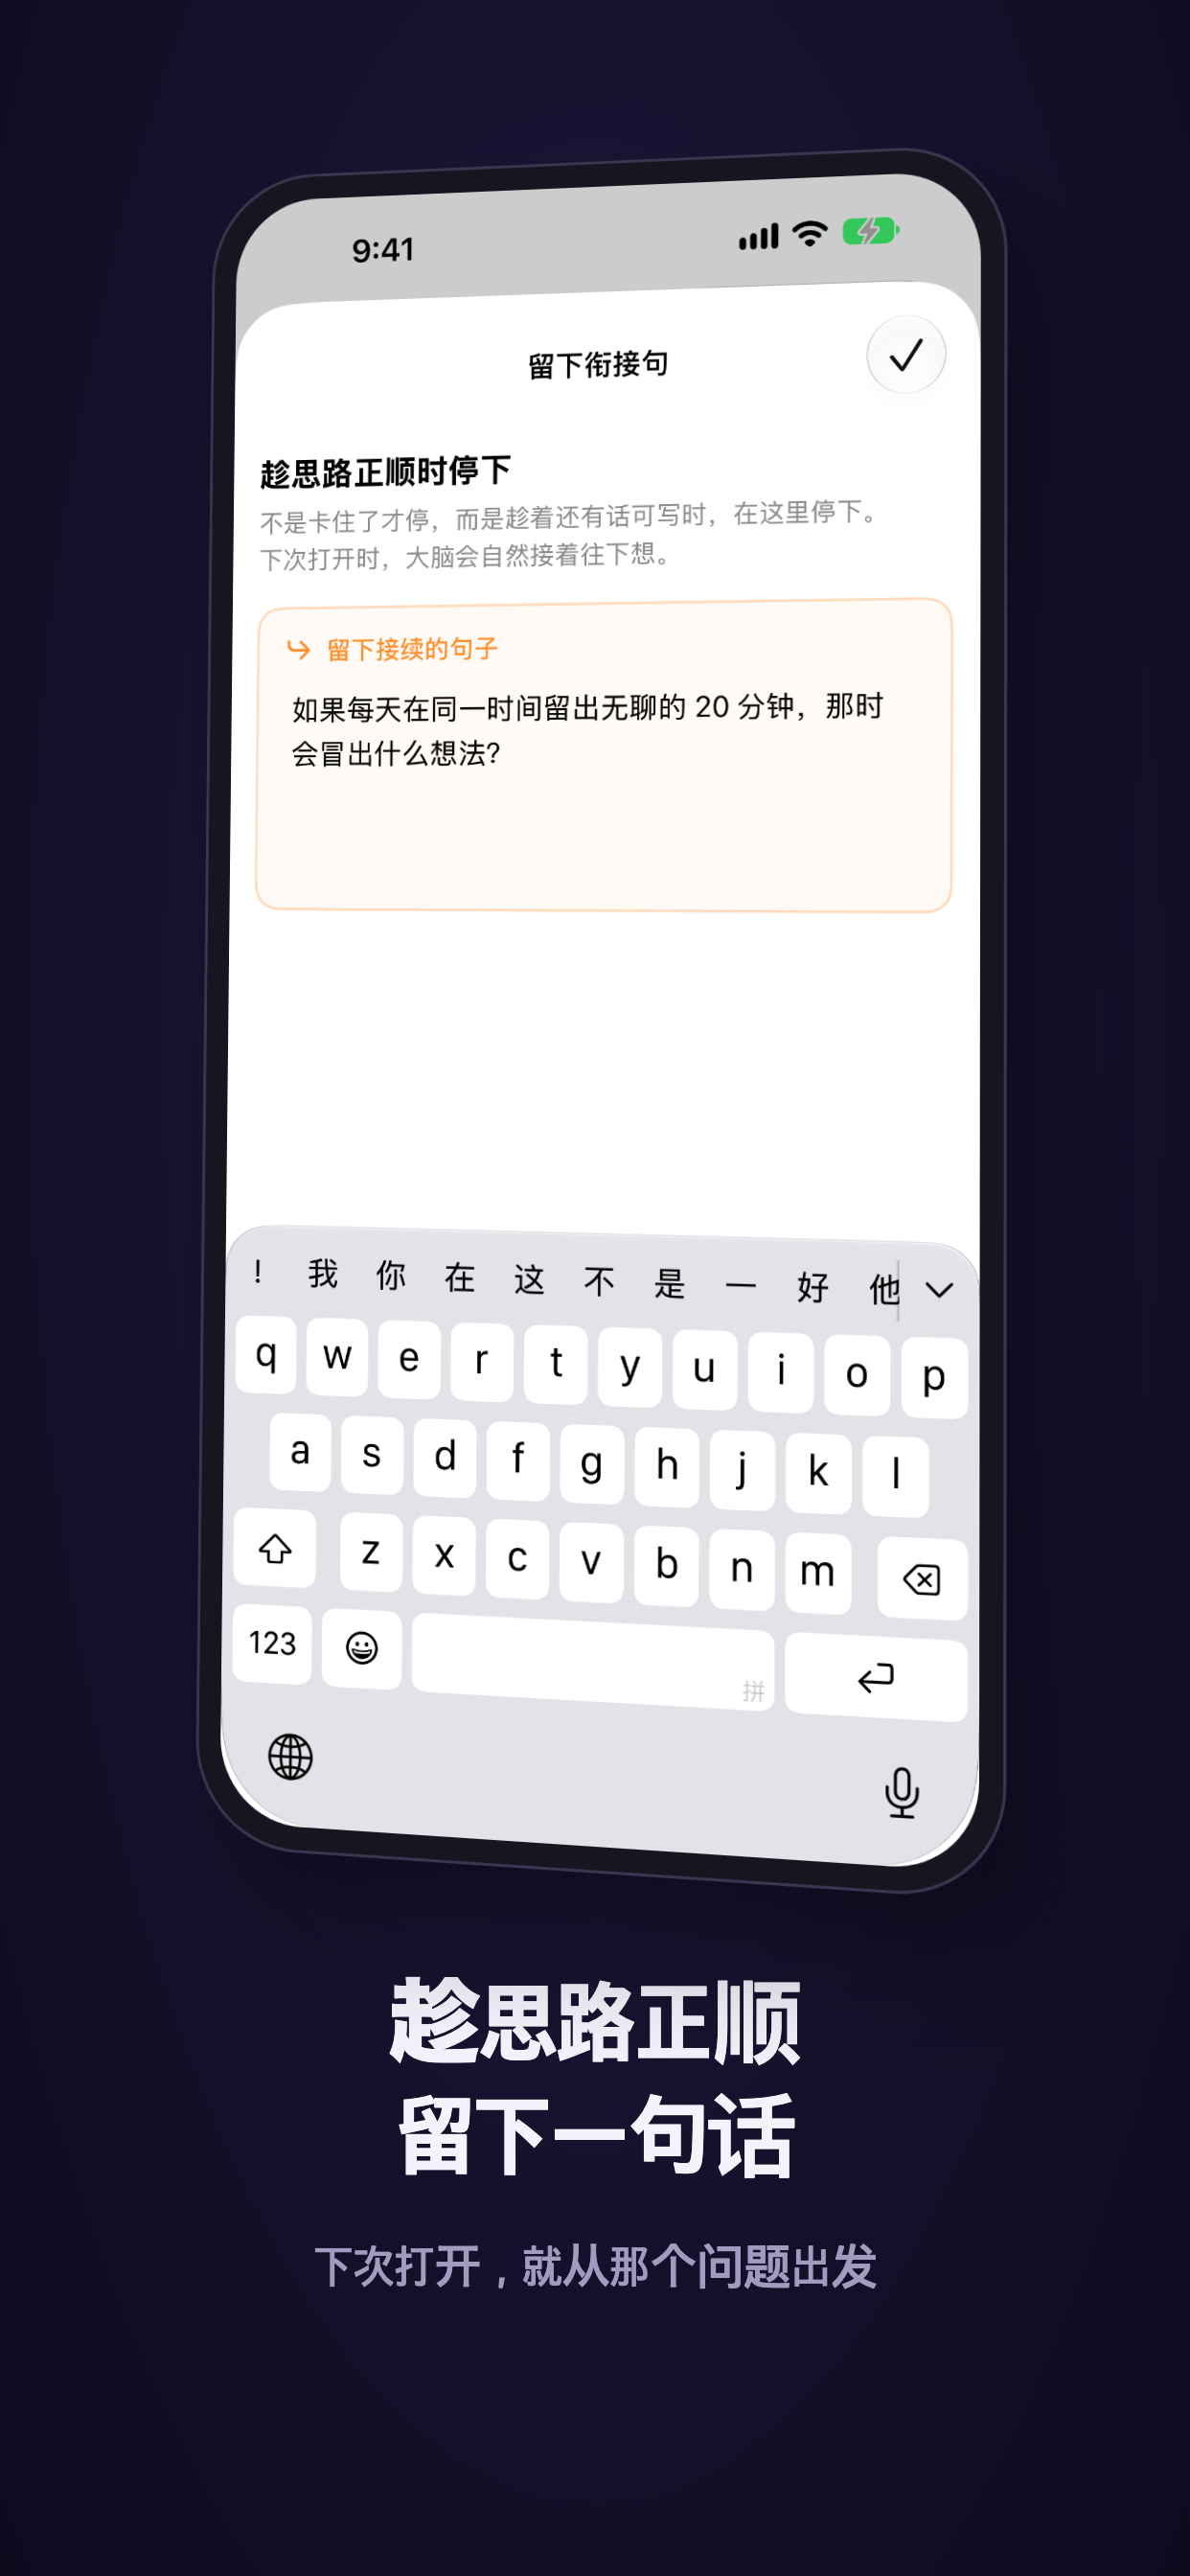 9:41
留下衔接句
趁思路正顺时停下
不是卡住了才停，而是趁着还有话可写时，在这里停下。
下次打开时，大脑会自然接着往下想。
留下接续的句子
如果每天在同一时间留出无聊的 20 分钟，那时
会冒出什么想法?
! 我 你 在 这 不 是 一 好 他
q w e r t y u i o p
a s d f g h j k l
z x c v b n m
123
拼
趁思路正顺
留下一句话
下次打开，就从那个问题出发